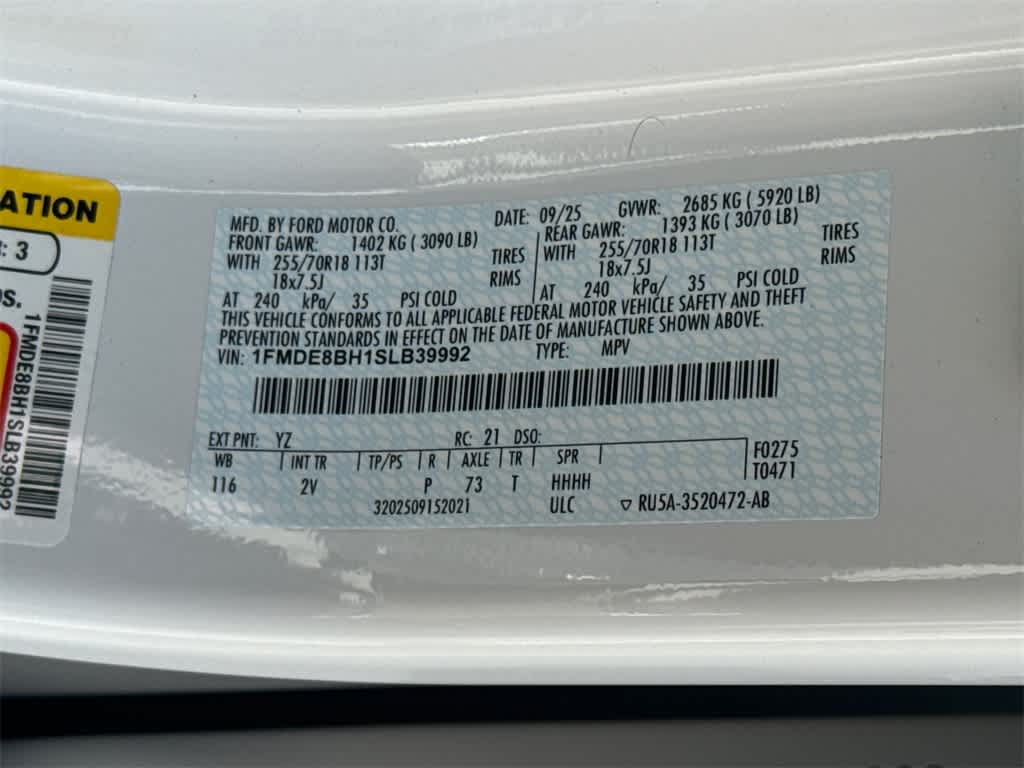 ATION
: 3
OS.
1FMDE8BH1SLB39992
MFD. BY FORD MOTOR CO.
DATE: 09/25 GVWR: 2685 KG ( 5920 LB)
FRONT GAWR: 1402 KG ( 3090 LB)
WITH 255/70R18 113T TIRES
18x7.5J RIMS
AT 240 kPa/ 35 PSI COLD
REAR GAWR: 1393 KG ( 3070 LB)
WITH 255/70R18 113T TIRES
18x7.5J RIMS
AT 240 kPa/ 35 PSI COLD
THIS VEHICLE CONFORMS TO ALL APPLICABLE FEDERAL MOTOR VEHICLE SAFETY AND THEFT
PREVENTION STANDARDS IN EFFECT ON THE DATE OF MANUFACTURE SHOWN ABOVE.
VIN: 1FMDE8BH1SLB39992 TYPE: MPV
EXT PNT: YZ RC: 21 DSO:
WB INT TR TP/PS R AXLE TR SPR
116 2V P 73 T HHHH
F0275
T0471
3202509152021 ULC RU5A-3520472-AB